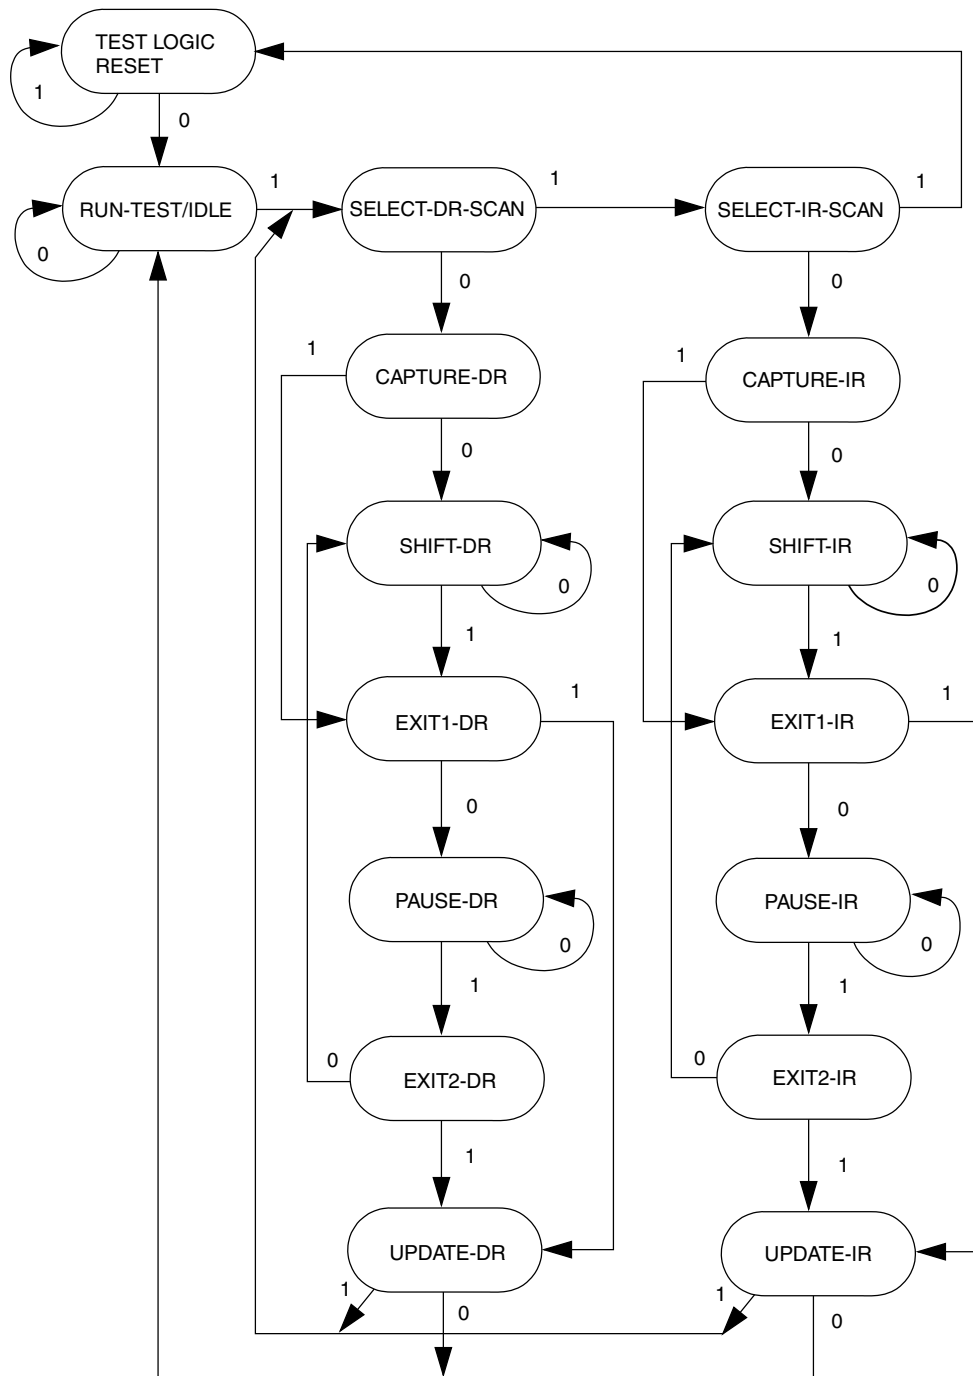 TEST LOGIC
RESET
1
0
RUN-TEST/IDLE
0
1
SELECT-DR-SCAN
1
SELECT-IR-SCAN
1
0
0
1
CAPTURE-DR
0
1
CAPTURE-IR
0
SHIFT-DR
0
1
SHIFT-IR
0
1
EXIT1-DR
1
0
EXIT1-IR
1
0
PAUSE-DR
0
1
PAUSE-IR
0
1
0
EXIT2-DR
1
0
EXIT2-IR
1
UPDATE-DR
1
0
UPDATE-IR
1
0